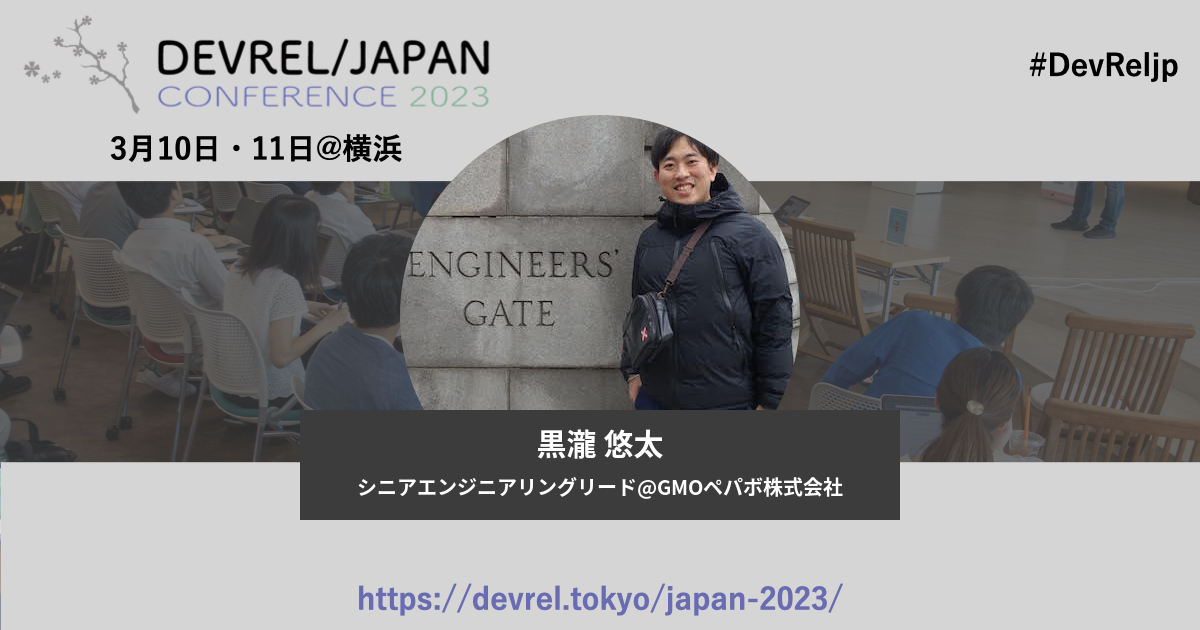 DEVREL/JAPAN
CONFERENCE 2023
#DevReljp
3月10日・11日@横浜
ENGINEERS'
GATE
黒瀧 悠太
シニアエンジニアリングリード@GMOペパボ株式会社
https://devrel.tokyo/japan-2023/